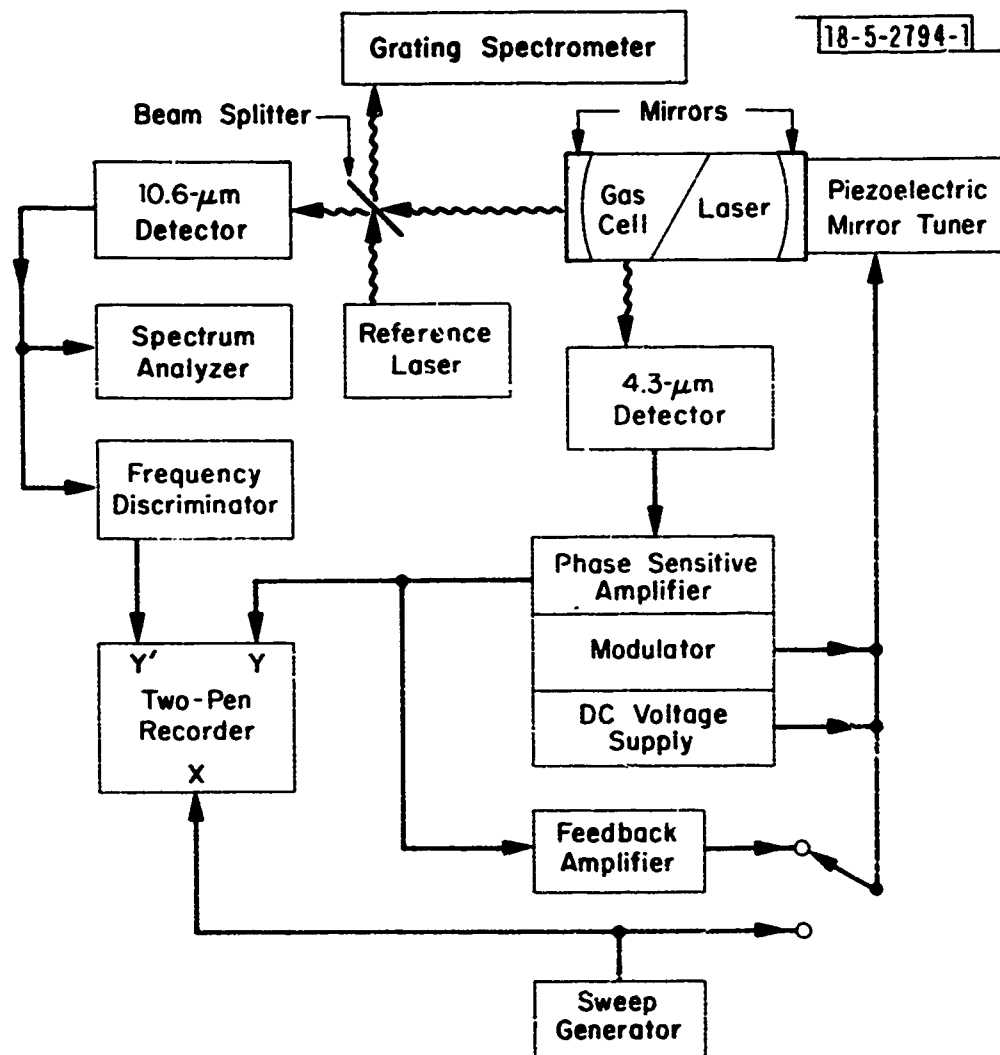 18-5-2794-1
Grating Spectrometer
Beam Splitter
Mirrors
10.6-μm
Detector
Gas
Cell
Laser
Piezoelectric
Mirror Tuner
Spectrum
Analyzer
Reference
Laser
4.3-μm
Detector
Frequency
Discriminator
Phase Sensitive
Amplifier
Y'
Y
Modulator
Two-Pen
Recorder
DC Voltage
Supply
X
Feedback
Amplifier
Sweep
Generator